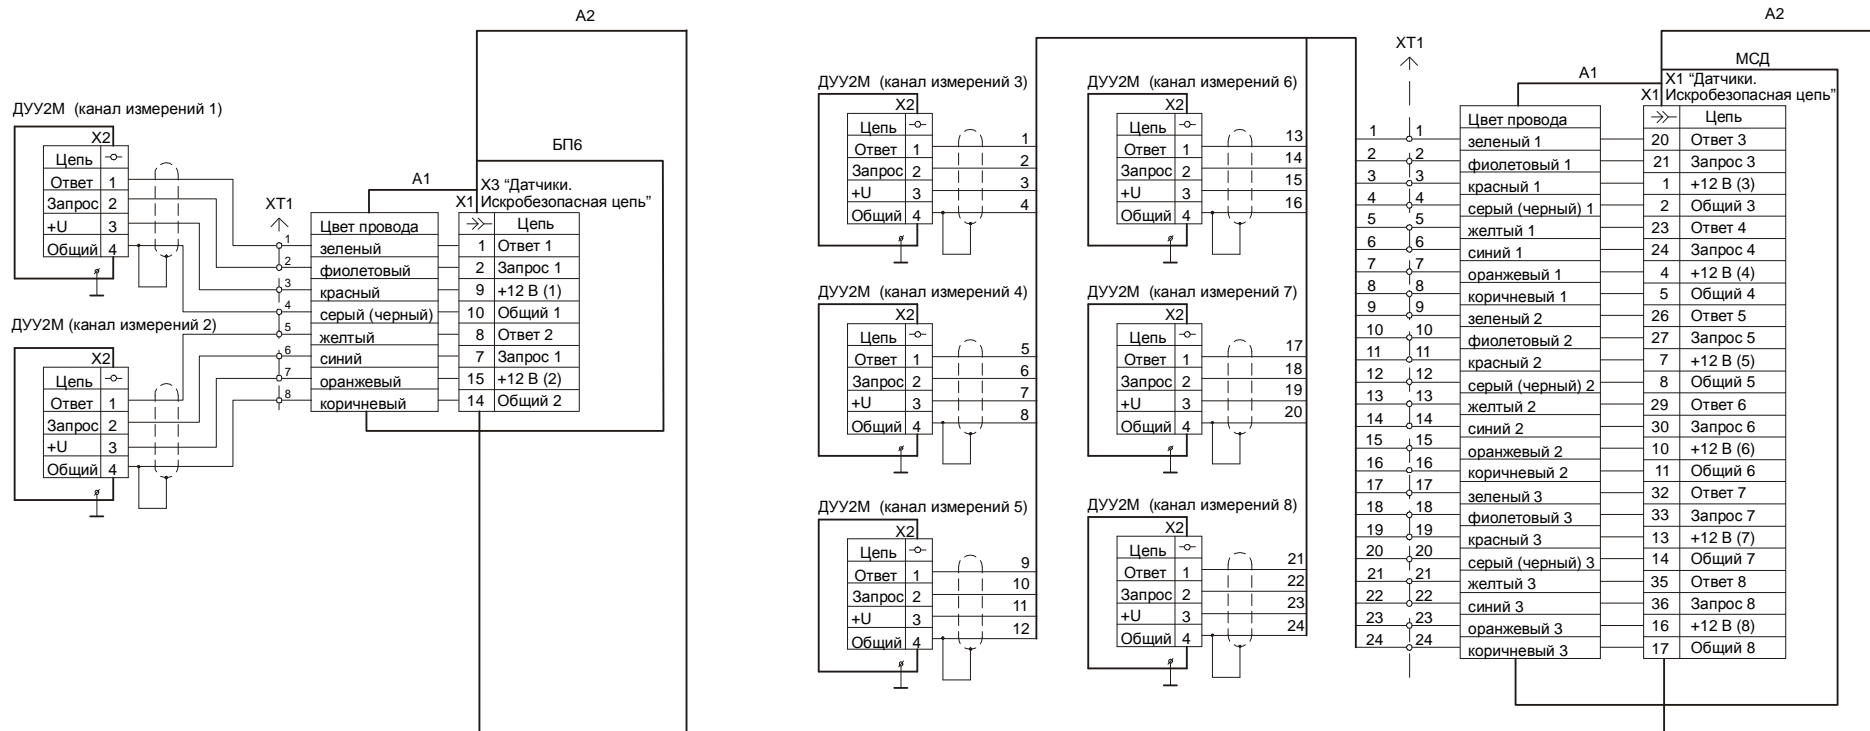 А2
ДУУ2М (канал измерений 1)
X2
Цепь
Ответ 1
Запрос 2
+U 3
Общий 4
ДУУ2М (канал измерений 2)
X2
Цепь
Ответ 1
Запрос 2
+U 3
Общий 4
XT1
1
2
3
4
5
6
7
8
А1
БП6
X3 “Датчики.
X1 Искробезопасная цепь”
Цвет провода Цепь
зеленый 1 Ответ 1
фиолетовый 2 Запрос 1
красный 9 +12 В (1)
серый (черный) 10 Общий 1
желтый 8 Ответ 2
синий 7 Запрос 1
оранжевый 15 +12 В (2)
коричневый 14 Общий 2
ДУУ2М (канал измерений 3)
X2
Цепь
Ответ 1 1
Запрос 2 2
+U 3 3
Общий 4 4
ДУУ2М (канал измерений 4)
X2
Цепь
Ответ 1 5
Запрос 2 6
+U 3 7
Общий 4 8
ДУУ2М (канал измерений 5)
X2
Цепь
Ответ 1 9
Запрос 2 10
+U 3 11
Общий 4 12
ДУУ2М (канал измерений 6)
X2
Цепь
Ответ 1 13
Запрос 2 14
+U 3 15
Общий 4 16
ДУУ2М (канал измерений 7)
X2
Цепь
Ответ 1 17
Запрос 2 18
+U 3 19
Общий 4 20
ДУУ2М (канал измерений 8)
X2
Цепь
Ответ 1 21
Запрос 2 22
+U 3 23
Общий 4 24
А2
XT1
МСД
А1
X1 “Датчики.
X1 Искробезопасная цепь”
Цвет провода Цепь
1 1 зеленый 1 20 Ответ 3
2 2 фиолетовый 1 21 Запрос 3
3 3 красный 1 1 +12 В (3)
4 4 серый (черный) 1 2 Общий 3
5 5 желтый 1 23 Ответ 4
6 6 синий 1 24 Запрос 4
7 7 оранжевый 1 4 +12 В (4)
8 8 коричневый 1 5 Общий 4
9 9 зеленый 2 26 Ответ 5
10 10 фиолетовый 2 27 Запрос 5
11 11 красный 2 7 +12 В (5)
12 12 серый (черный) 2 8 Общий 5
13 13 желтый 2 29 Ответ 6
14 14 синий 2 30 Запрос 6
15 15 оранжевый 2 10 +12 В (6)
16 16 коричневый 2 11 Общий 6
17 17 зеленый 3 32 Ответ 7
18 18 фиолетовый 3 33 Запрос 7
19 19 красный 3 13 +12 В (7)
20 20 серый (черный) 3 14 Общий 7
21 21 желтый 3 35 Ответ 8
22 22 синий 3 36 Запрос 8
23 23 оранжевый 3 16 +12 В (8)
24 24 коричневый 3 17 Общий 8